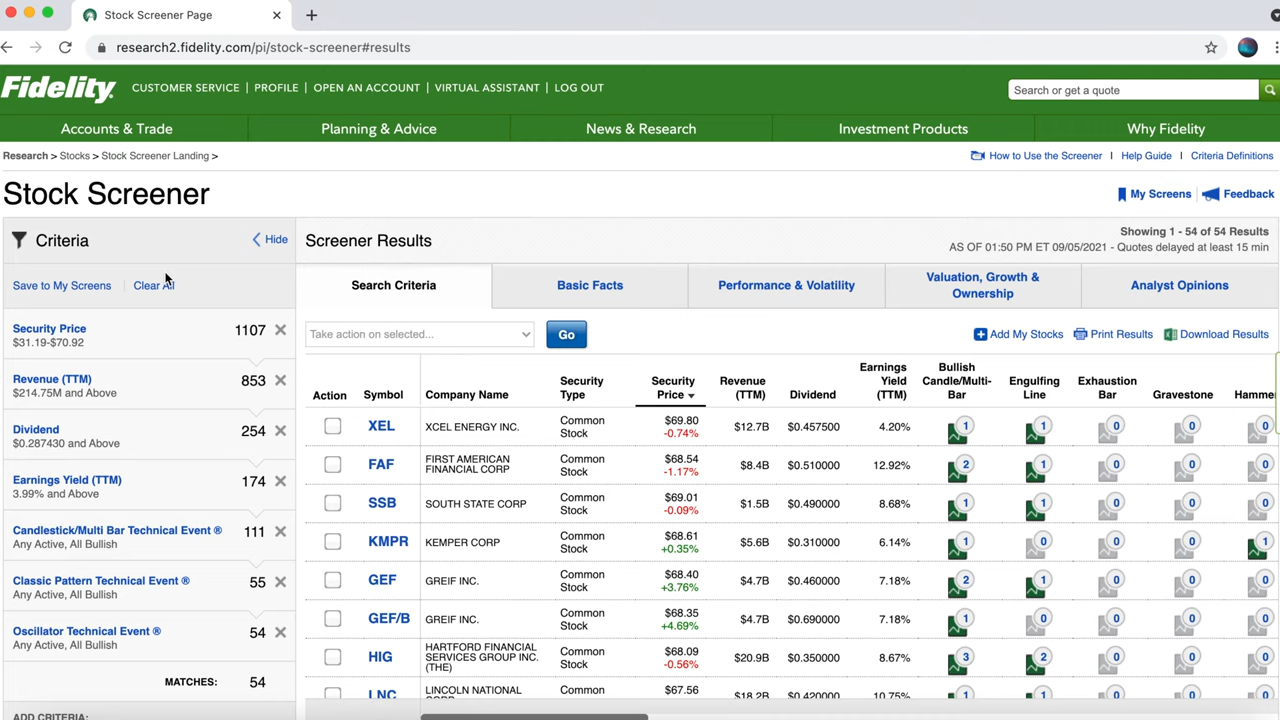 Stock Screener Page
research2.fidelity.com/pi/stock-screener#results
Fidelity
CUSTOMER SERVICE | PROFILE | OPEN AN ACCOUNT | VIRTUAL ASSISTANT | LOG OUT
Search or get a quote
Accounts & Trade Planning & Advice News & Research Investment Products Why Fidelity
Research > Stocks > Stock Screener Landing >
How to Use the Screener | Help Guide | Criteria Definitions
Stock Screener
My Screens Feedback
Criteria
Hide
Save to My Screens Clear All
Security Price 1107
$31.19-$70.92
Revenue (TTM) 853
$214.75M and Above
Dividend 254
$0.287430 and Above
Earnings Yield (TTM) 174
3.99% and Above
Candlestick/Multi Bar Technical Event ® 111
Any Active, All Bullish
Classic Pattern Technical Event ® 55
Any Active, All Bullish
Oscillator Technical Event ® 54
Any Active, All Bullish
MATCHES: 54
ADD CRITERIA:
Screener Results
Showing 1 - 54 of 54 Results
AS OF 01:50 PM ET 09/05/2021 - Quotes delayed at least 15 min
Search Criteria
Basic Facts
Performance & Volatility
Valuation, Growth &
Ownership
Analyst Opinions
Take action on selected...
Go
Add My Stocks Print Results Download Results
Action
Symbol
Company Name
Security
Type
Security
Price
Revenue
(TTM)
Dividend
Earnings
Yield
(TTM)
Bullish
Candle/Multi-
Bar
Engulfing
Line
Exhaustion
Bar
Gravestone
Hamme
XEL XCEL ENERGY INC. Common $69.80 $12.7B $0.457500 4.20% 1 1 0 0 0
Stock -0.74%
FAF FIRST AMERICAN Common $68.54 $8.4B $0.510000 12.92% 2 1 0 0 0
FINANCIAL CORP Stock -1.17%
SSB SOUTH STATE CORP Common $69.01 $1.5B $0.490000 8.68% 1 1 0 0 0
Stock -0.09%
KMPR KEMPER CORP Common $68.61 $5.6B $0.310000 6.14% 1 0 0 0 1
Stock +0.35%
GEF GREIF INC. Common $68.40 $4.7B $0.460000 7.18% 2 1 0 0 0
Stock +3.76%
GEF/B GREIF INC. Common $68.35 $4.7B $0.690000 7.18% 1 0 0 0 0
Stock +4.69%
HIG HARTFORD FINANCIAL Common $68.09 $20.9B $0.350000 8.67% 3 2 0 0 0
SERVICES GROUP INC. Stock -0.56%
(THE)
LNC LINCOLN NATIONAL Common $67.56 $18.2B $0.420000 10.75% 1 1 0 0 0